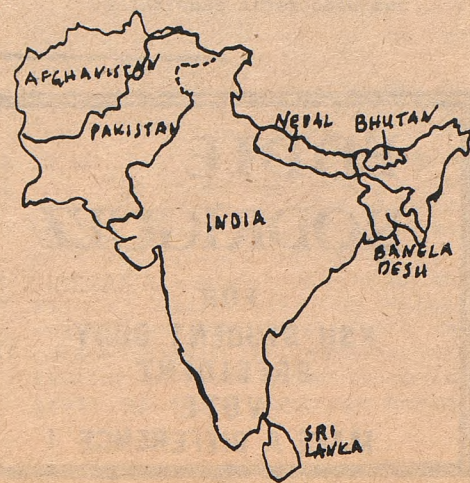 AFGHANISTAN
PAKISTAN
NEPAL
BHUTAN
INDIA
BANGLA
DESH
SRI
LANKA